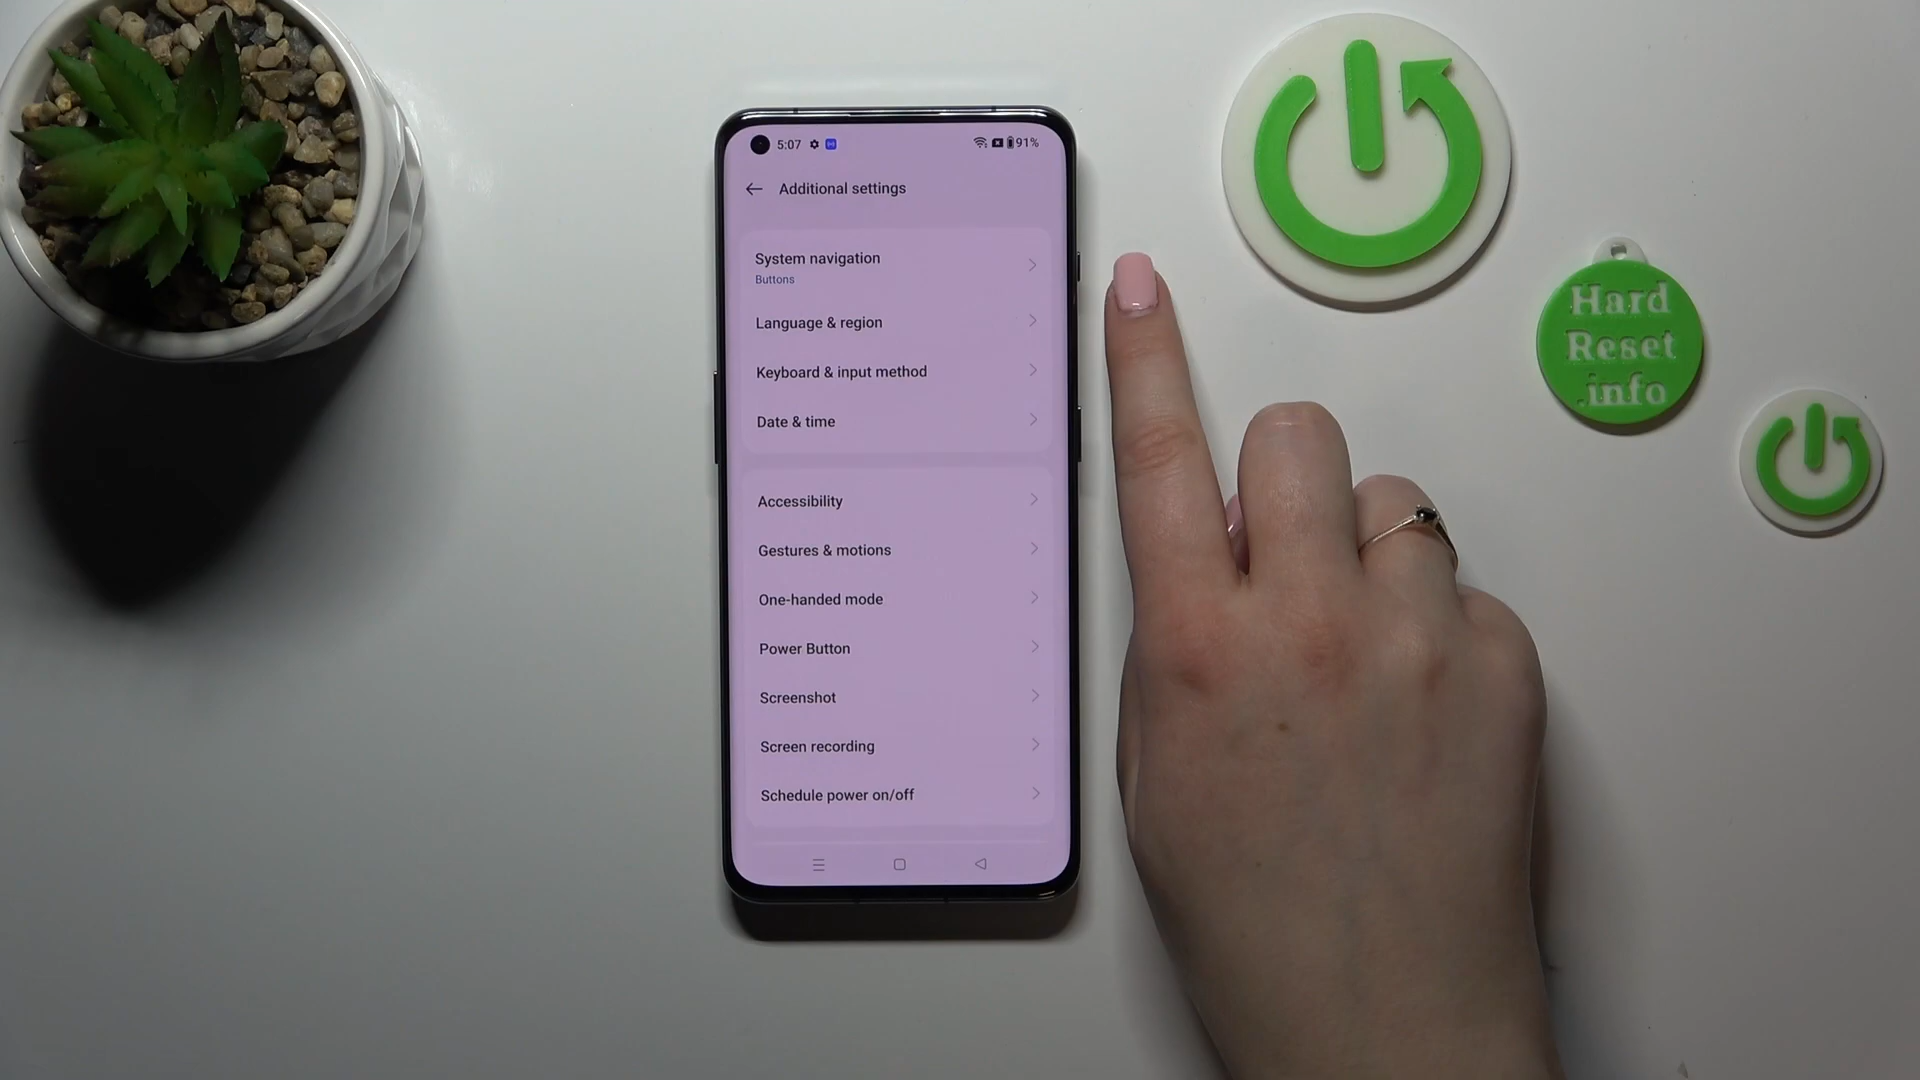 5:07
91%
Additional settings
System navigation
Buttons
Language & region
Keyboard & input method
Date & time
Accessibility
Gestures & motions
One-handed mode
Power Button
Screenshot
Screen recording
Schedule power on/off
Hard
Reset
.info